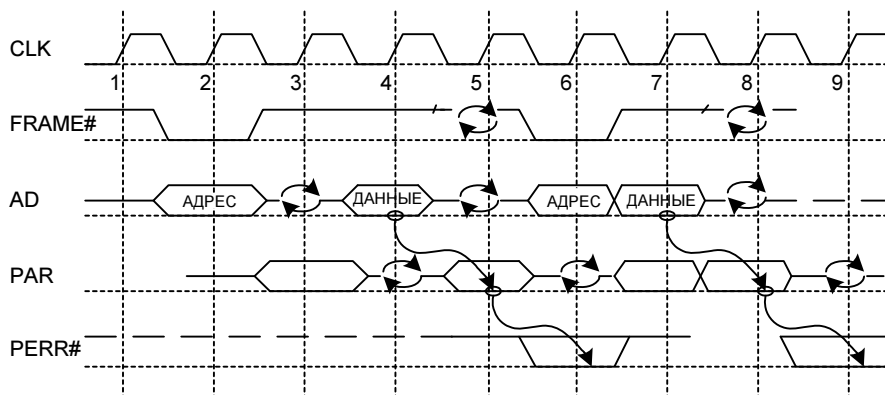 CLK
1 2 3 4 5 6 7 8 9
FRAME#
AD АДРЕС ДАННЫЕ АДРЕС ДАННЫЕ
PAR
PERR#